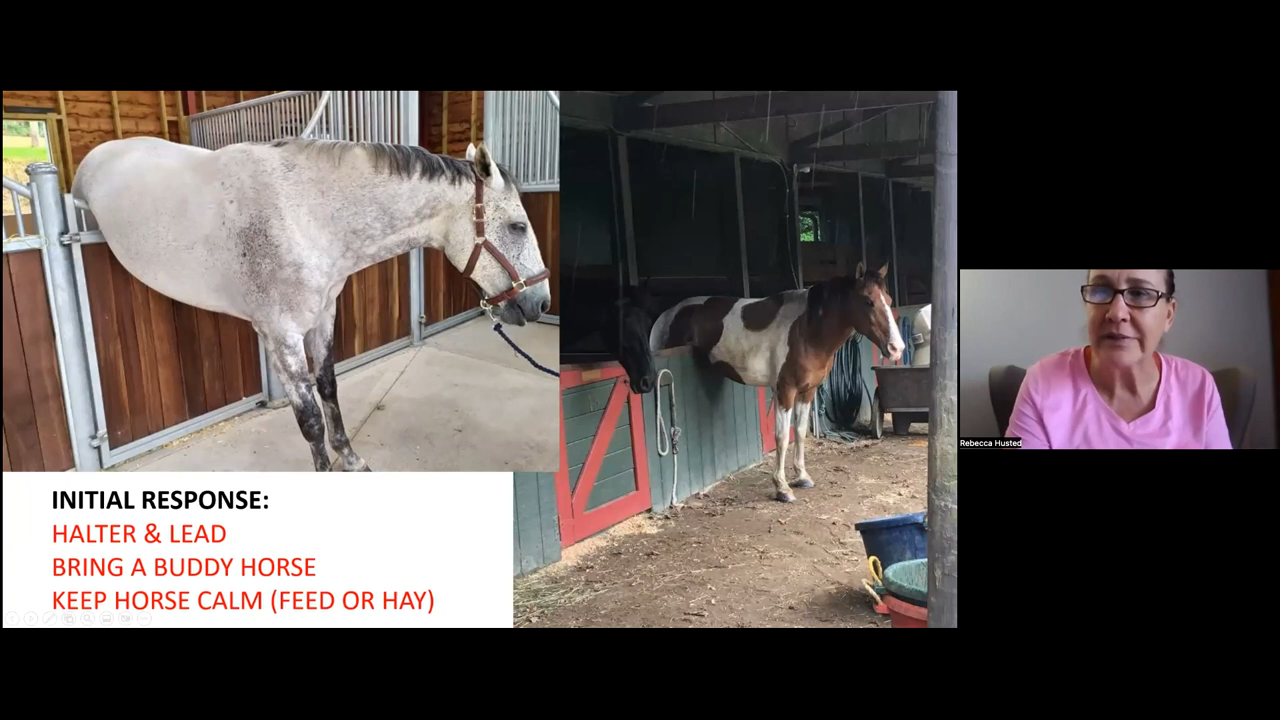 INITIAL RESPONSE:
HALTER & LEAD
BRING A BUDDY HORSE
KEEP HORSE CALM (FEED OR HAY)
Rebecca Husted